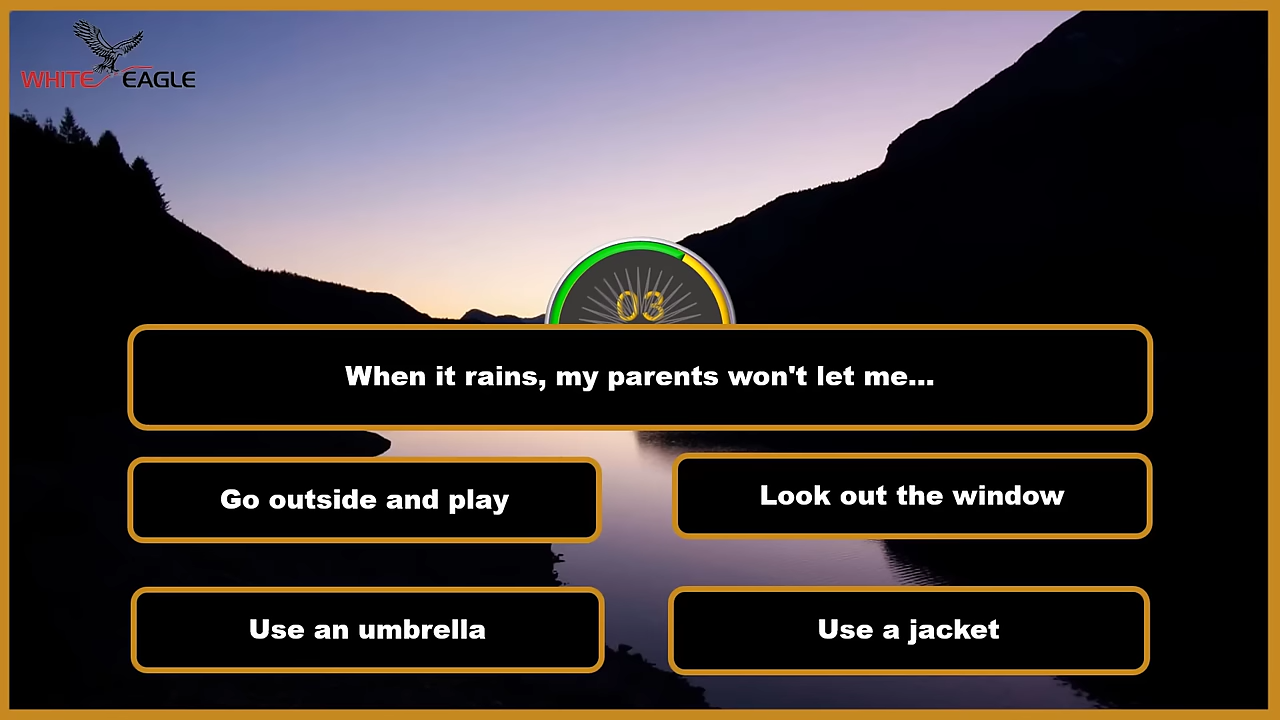 WHITE EAGLE
03
When it rains, my parents won't let me...
Go outside and play
Look out the window
Use an umbrella
Use a jacket